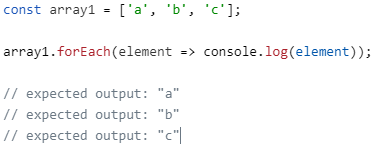 const array1 = ['a', 'b', 'c'];
array1.forEach(element => console.log(element));
// expected output: "a"
// expected output: "b"
// expected output: "c"